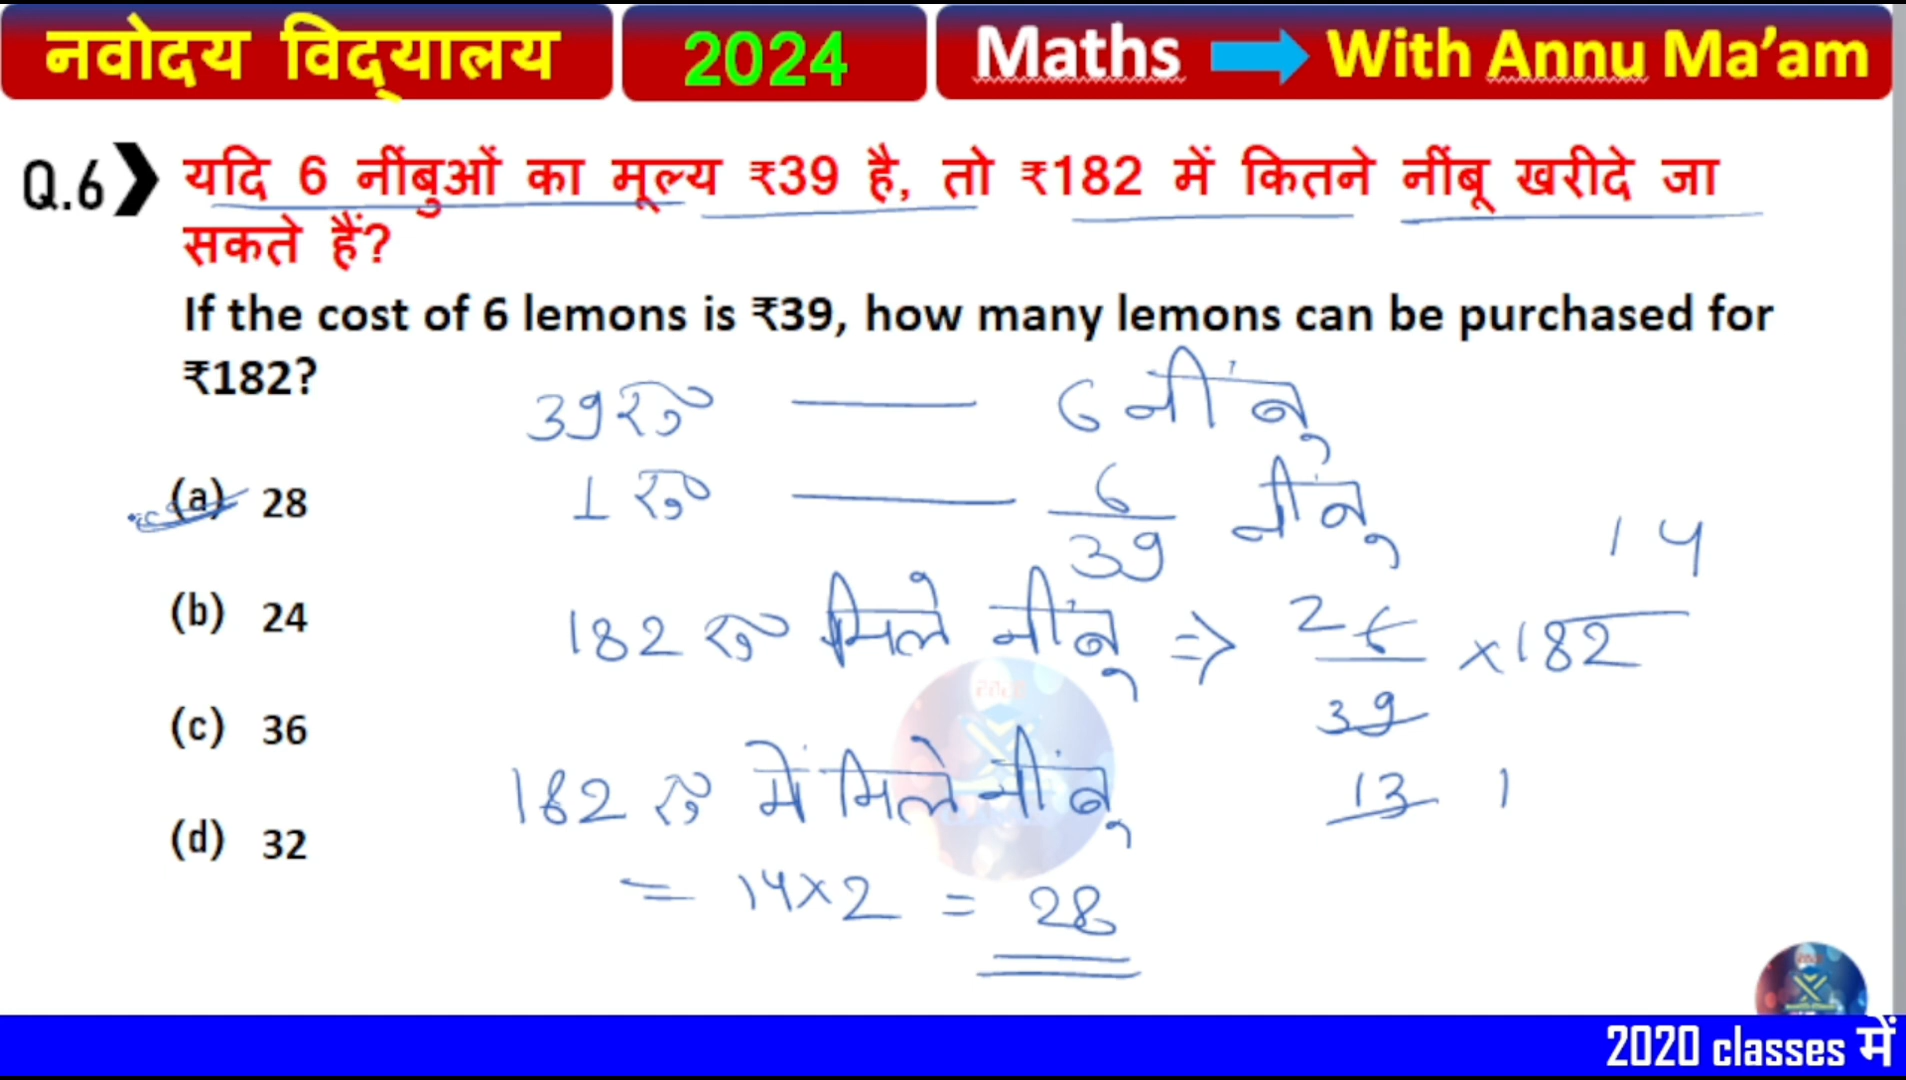 नवोदय विद्यालय 2024 Maths With Annu Ma'am
Q.6 यदि 6 नींबुओं का मूल्य ₹39 है, तो ₹182 में कितने नींबू खरीदे जा
सकते हैं?
If the cost of 6 lemons is ₹39, how many lemons can be purchased for
₹182?
39 रु — 6 नींबू
(a) 28
1 रु — 6/39 नींबू
14
(b) 24
182 रु मिले नींबू ⇒ 2 6/39 × 182
(c) 36
182 रु में मिले नींबू
13 1
(d) 32
= 14×2 = 28
2020 classes में